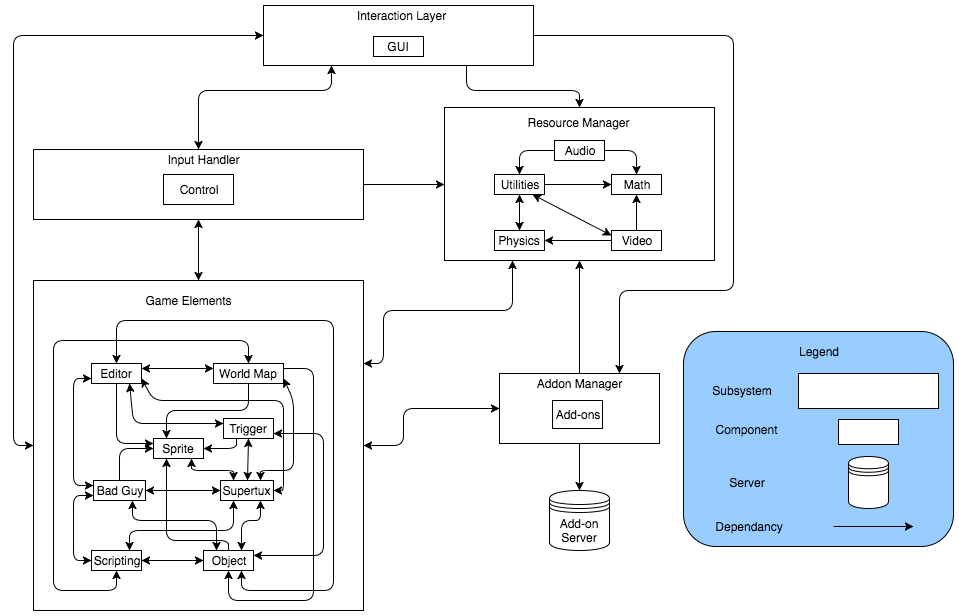 Interaction Layer
GUI
Input Handler
Control
Resource Manager
Audio
Utilities
Math
Physics
Video
Game Elements
Editor
World Map
Trigger
Sprite
Bad Guy
Supertux
Scripting
Object
Addon Manager
Add-ons
Add-on
Server
Legend
Subsystem
Component
Server
Dependancy